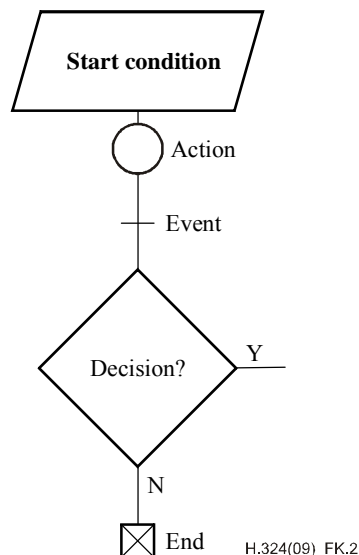 Start condition
Action
Event
Decision?
Y
N
End
H.324(09)_FK.2